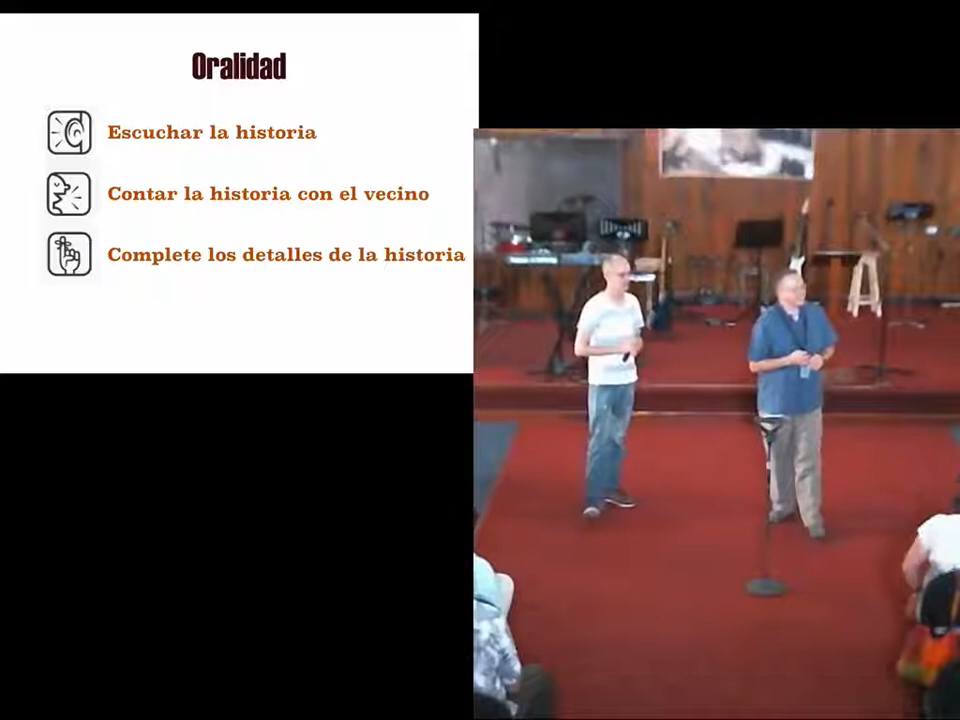 Oralidad
Escuchar la historia
Contar la historia con el vecino
Complete los detalles de la historia